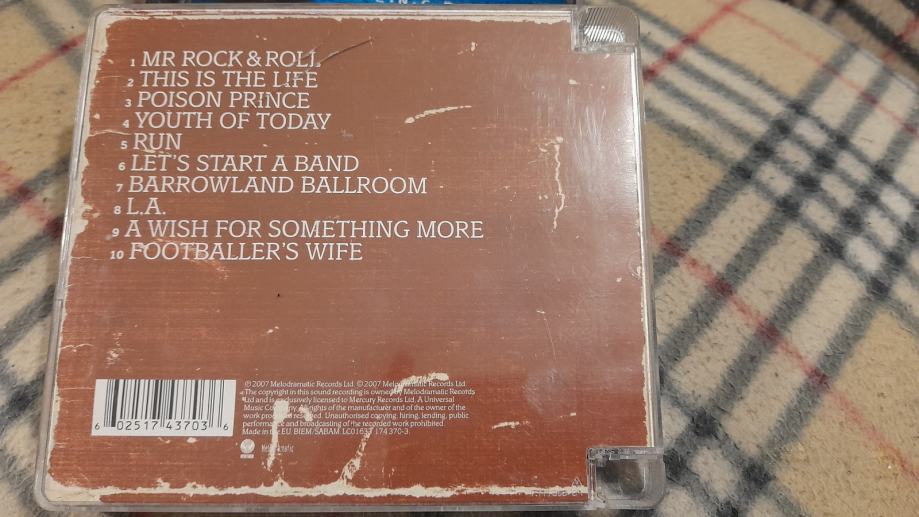 1 MR ROCK & ROLL
2 THIS IS THE LIFE
3 POISON PRINCE
4 YOUTH OF TODAY
5 RUN
6 LET'S START A BAND
7 BARROWLAND BALLROOM
8 L.A.
9 A WISH FOR SOMETHING MORE
10 FOOTBALLER'S WIFE
℗ 2007 Melodramatic Records Ltd. © 2007 Melodramatic Records Ltd.
The copyright in this sound recording is owned by Melodramatic Records
Ltd and is exclusively licensed to Mercury Records Ltd. A Universal
Music Company. All rights of the manufacturer and of the owner of the
work produced reserved. Unauthorised copying, hiring, lending, public
performance and broadcasting of the recorded work prohibited.
Made in the EU. BIEM/SABAM. LC01633 174 370-3.
6 02517 43703 6
Melodramatic